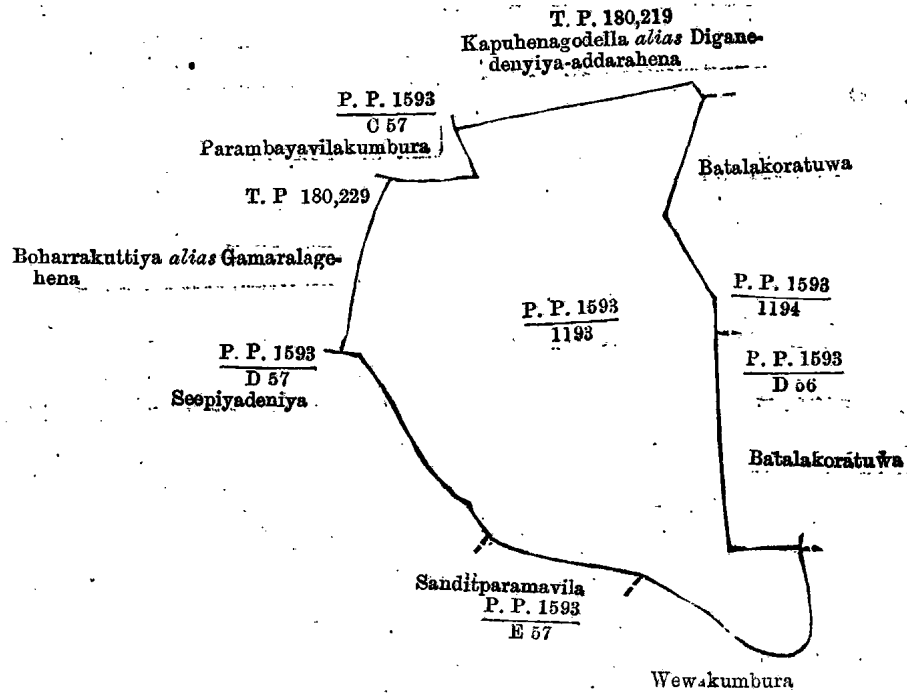 T. P. 180,219
Kapuhenagodella alias Digane-
denyiya-addarahena
P. P. 1593
C 57
Parambayavilakumbura
T. P 180,229
Batalakoratuwa
Boharrakuttiya alias Gamaralage-
hena
P. P. 1593
1194
P. P. 1593
1193
P. P. 1593
D 57
Seepiyadeniya
P. P. 1593
D 56
Batalakoratuwa
Sanditparamavila
P. P. 1593
E 57
Wewakumbura